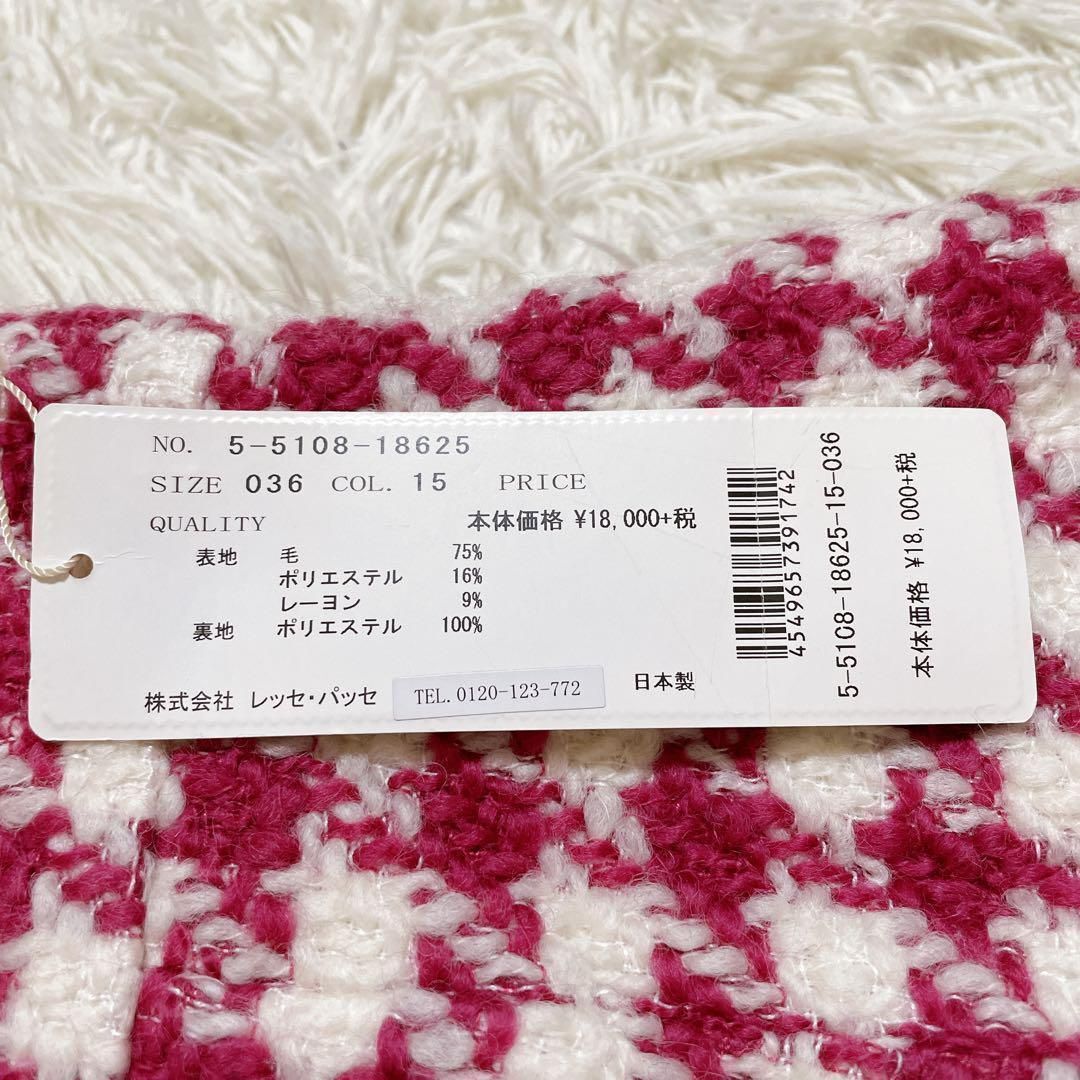 NO. 5-5108-18625
SIZE 036 COL. 15 PRICE
QUALITY 本体価格 ¥18,000+税
表地 毛 75%
ポリエステル 16%
レーヨン 9%
裏地 ポリエステル 100%
株式会社 レッセ・パッセ TEL. 0120-123-772 日本製
4549657391742
5-5108-18625-15-036
本体価格 ¥18,000+税